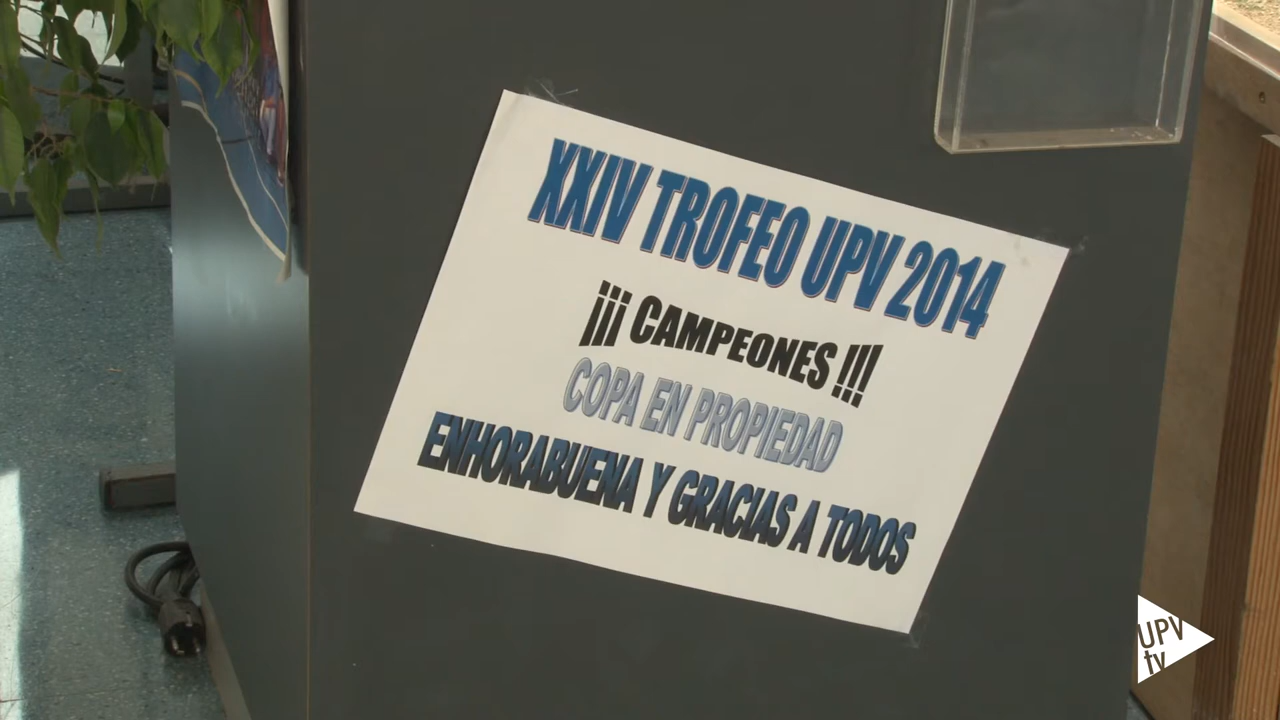 XXIV TROFEO UPV 2014
¡¡¡ CAMPEONES !!!
COPA EN PROPIEDAD
ENHORABUENA Y GRACIAS A TODOS
UPV
tv